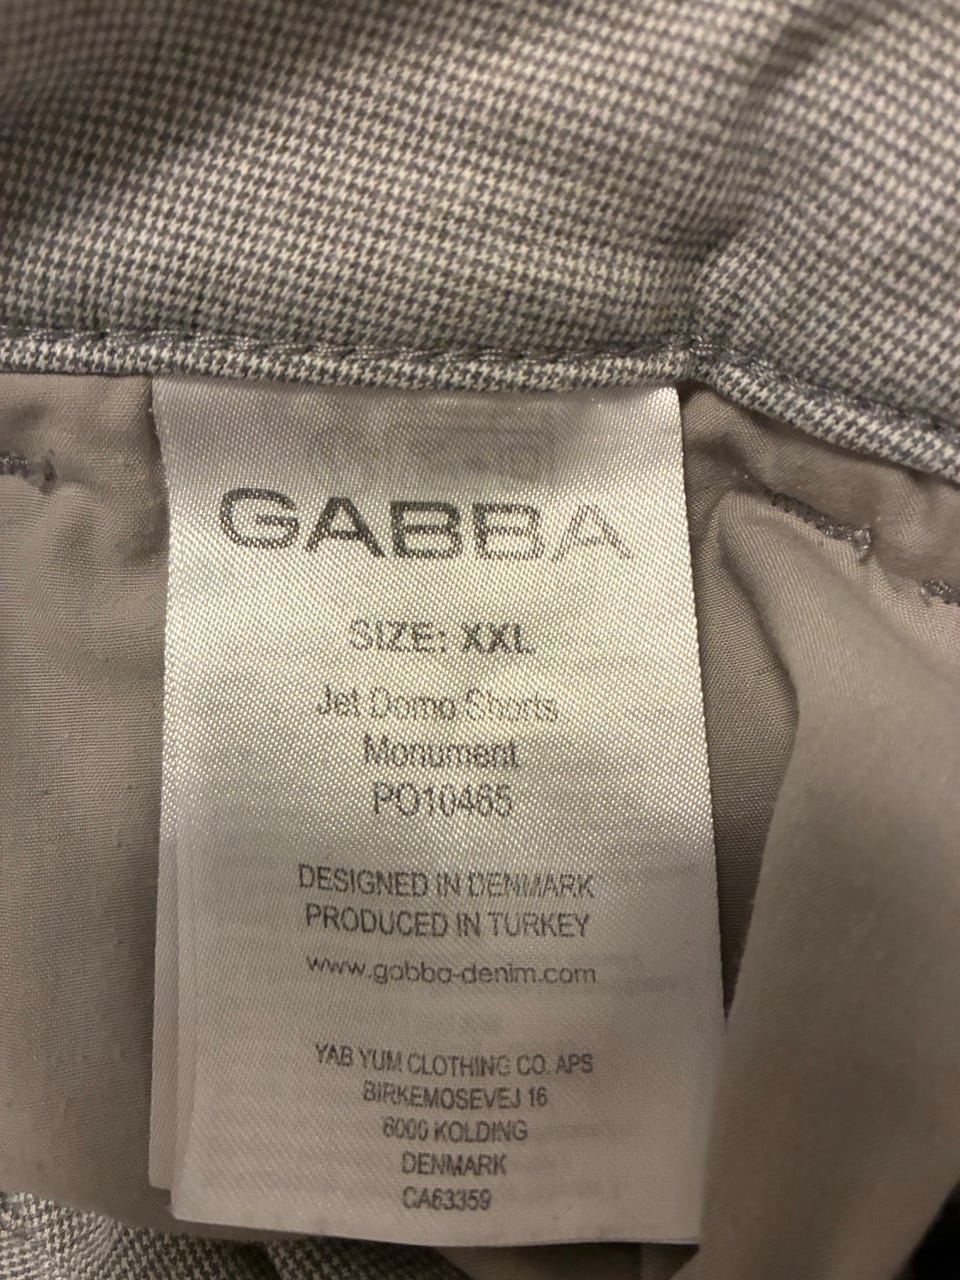 GABBA
SIZE: XXL
Jet Domo Shorts
Monument
PO10465
DESIGNED IN DENMARK
PRODUCED IN TURKEY
www.gabba-denim.com
YAB YUM CLOTHING CO. APS
BIRKEMOSEVEJ 16
6000 KOLDING
DENMARK
CA63359